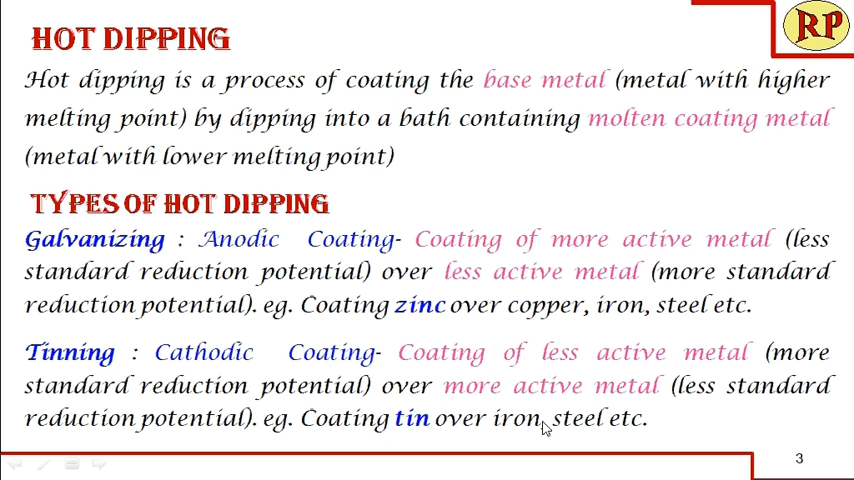 HOT DIPPING
RP
Hot dipping is a process of coating the base metal (metal with higher
melting point) by dipping into a bath containing molten coating metal
(metal with lower melting point)
TYPES OF HOT DIPPING
Galvanizing : Anodic Coating- Coating of more active metal (less
standard reduction potential) over less active metal (more standard
reduction potential). eg. Coating zinc over copper, iron, steel etc.
Tinning : Cathodic Coating- Coating of less active metal (more
standard reduction potential) over more active metal (less standard
reduction potential). eg. Coating tin over iron, steel etc.
3